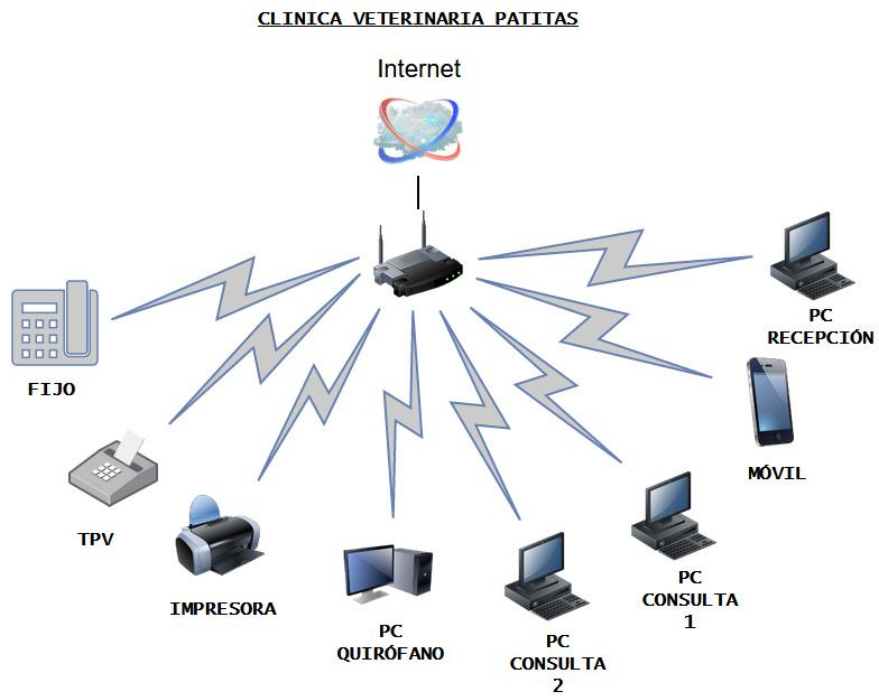 CLINICA VETERINARIA PATITAS
Internet
PC
RECEPCIÓN
FIJO
MÓVIL
TPV
IMPRESORA
PC
QUIRÓFANO
PC
CONSULTA
2
PC
CONSULTA
1